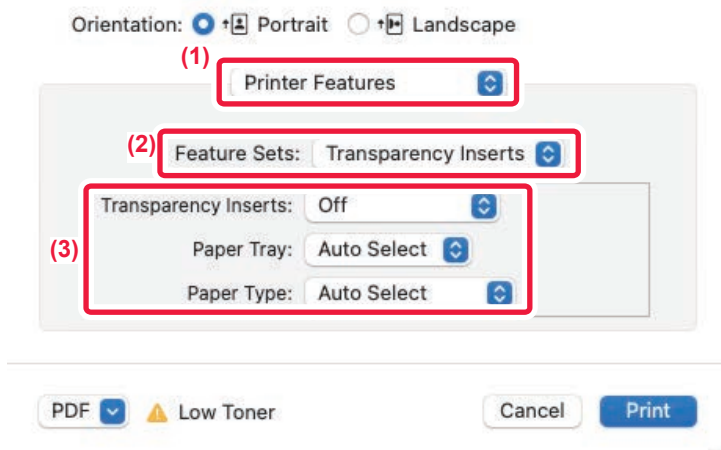 Orientation: Portrait Landscape
(1)
Printer Features
(2)
Feature Sets: Transparency Inserts
Transparency Inserts: Off
(3)
Paper Tray: Auto Select
Paper Type: Auto Select
PDF Low Toner Cancel Print